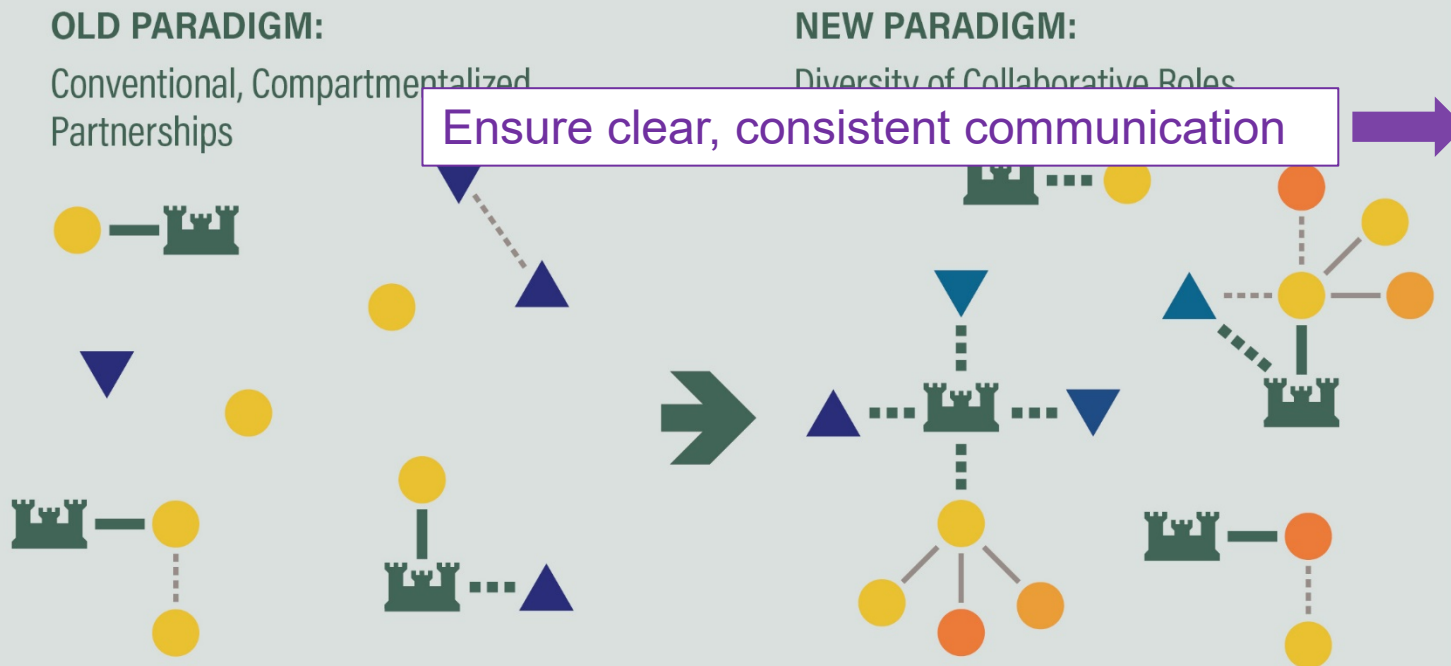 OLD PARADIGM:
Conventional, Compartmentalized
Partnerships
NEW PARADIGM:
Diversity of Collaborative Roles
Ensure clear, consistent communication